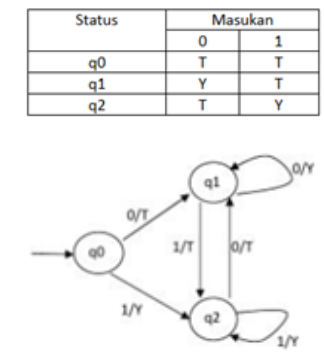 Status Masukan
0 1
q0 T T
q1 Y T
q2 T Y
q1 0/Y
0/T
q0 1/T 0/T
1/Y q2
1/Y